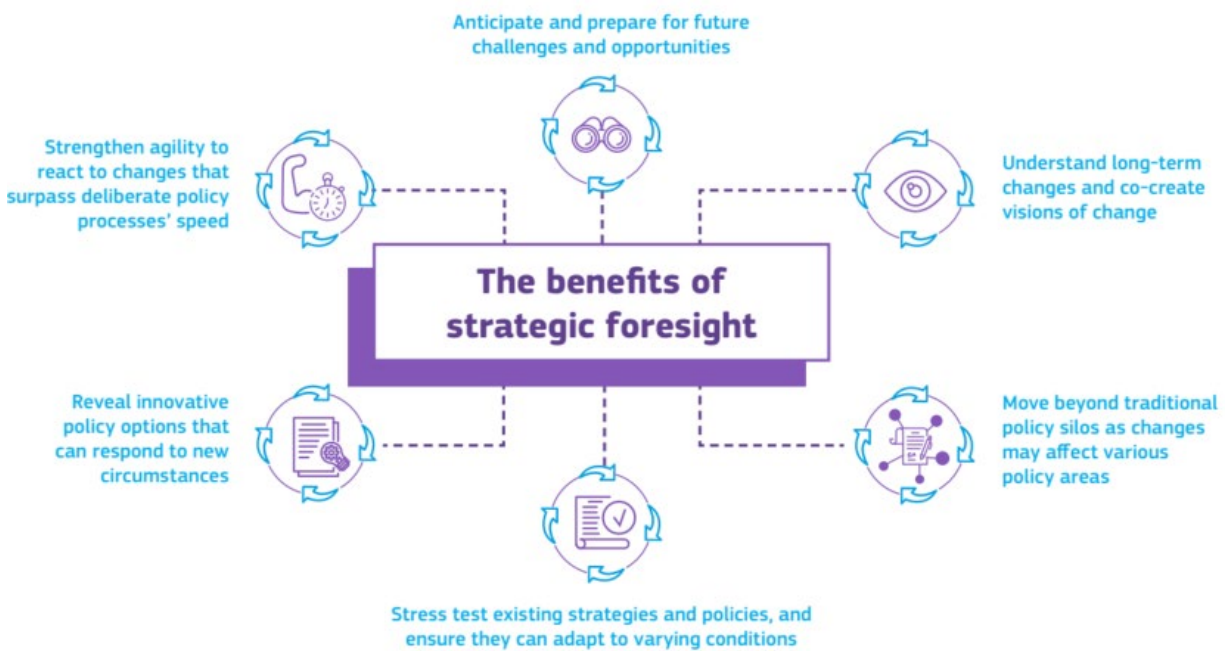 Anticipate and prepare for future
challenges and opportunities
Strengthen agility to
react to changes that
surpass deliberate policy
processes' speed
Understand long-term
changes and co-create
visions of change
The benefits of
strategic foresight
Reveal innovative
policy options that
can respond to new
circumstances
Move beyond traditional
policy silos as changes
may affect various
policy areas
Stress test existing strategies and policies, and
ensure they can adapt to varying conditions